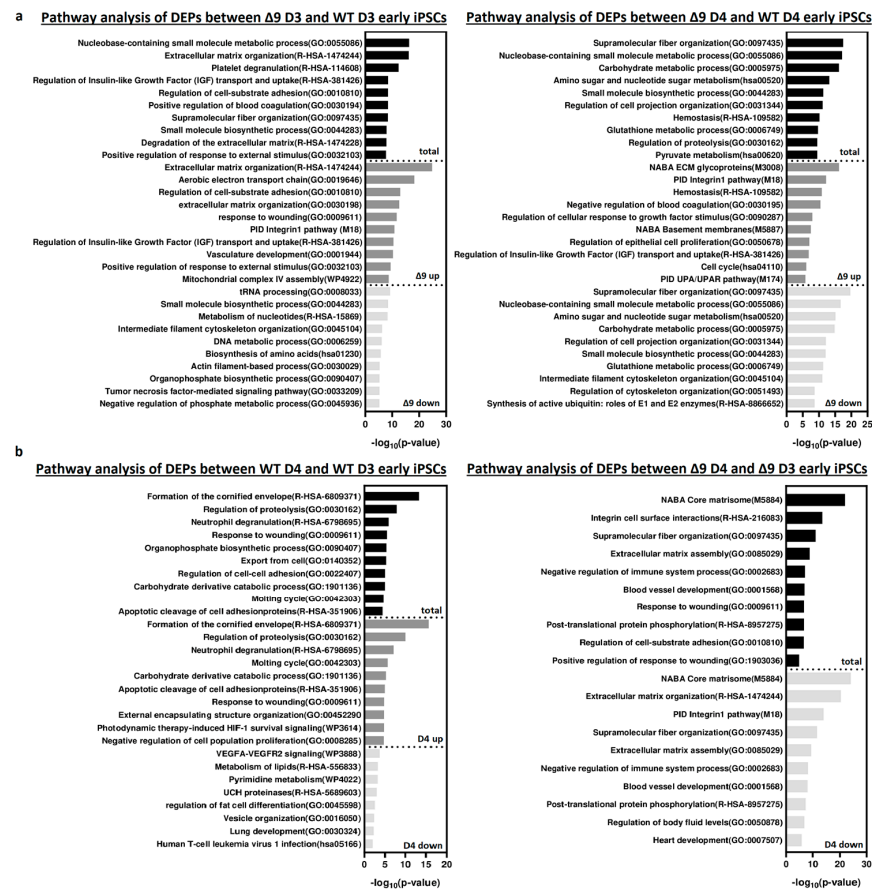 a
Pathway analysis of DEPs between Δ9 D3 and WT D3 early iPSCs
Nucleobase-containing small molecule metabolic process(GO:0055086)
Extracellular matrix organization(R-HSA-1474244)
Platelet degranulation(R-HSA-114608)
Regulation of Insulin-like Growth Factor (IGF) transport and uptake(R-HSA-381426)
Regulation of cell-substrate adhesion(GO:0010810)
Positive regulation of blood coagulation(GO:0030194)
Supramolecular fiber organization(GO:0097435)
Small molecule biosynthetic process(GO:0044283)
Degradation of the extracellular matrix(R-HSA-1474228)
Positive regulation of response to external stimulus(GO:0032103)
total
Extracellular matrix organization(R-HSA-1474244)
Aerobic electron transport chain(GO:0019646)
Regulation of cell-substrate adhesion(GO:0010810)
extracellular matrix organization(GO:0030198)
response to wounding(GO:0009611)
PID Integrin1 pathway (M18)
Regulation of Insulin-like Growth Factor (IGF) transport and uptake(R-HSA-381426)
Vasculature development(GO:0001944)
Positive regulation of response to external stimulus(GO:0032103)
Mitochondrial complex IV assembly(WP4922)
Δ9 up
tRNA processing(GO:0008033)
Small molecule biosynthetic process(GO:0044283)
Metabolism of nucleotides(R-HSA-15869)
Intermediate filament cytoskeleton organization(GO:0045104)
DNA metabolic process(GO:0006259)
Biosynthesis of amino acids(hsa01230)
Actin filament-based process(GO:0030029)
Organophosphate biosynthetic process(GO:0090407)
Tumor necrosis factor-mediated signaling pathway(GO:0033209)
Negative regulation of phosphate metabolic process(GO:0045936)
Δ9 down
0 10 20 30
-log10(p-value)
Pathway analysis of DEPs between Δ9 D4 and WT D4 early iPSCs
Supramolecular fiber organization(GO:0097435)
Nucleobase-containing small molecule metabolic process(GO:0055086)
Carbohydrate metabolic process(GO:0005975)
Amino sugar and nucleotide sugar metabolism(hsa00520)
Small molecule biosynthetic process(GO:0044283)
Regulation of cell projection organization(GO:0031344)
Hemostasis(R-HSA-109582)
Glutathione metabolic process(GO:0006749)
Regulation of proteolysis(GO:0030162)
Pyruvate metabolism(hsa00620)
total
NABA ECM glycoproteins(M3008)
PID Integrin1 pathway(M18)
Hemostasis(R-HSA-109582)
Negative regulation of blood coagulation(GO:0030195)
Regulation of cellular response to growth factor stimulus(GO:0090287)
NABA Basement membranes(M5887)
Regulation of epithelial cell proliferation(GO:0050678)
Regulation of Insulin-like Growth Factor (IGF) transport and uptake(R-HSA-381426)
Cell cycle(hsa04110)
PID UPA/UPAR pathway(M174)
Δ9 up
Supramolecular fiber organization(GO:0097435)
Nucleobase-containing small molecule metabolic process(GO:0055086)
Amino sugar and nucleotide sugar metabolism(hsa00520)
Carbohydrate metabolic process(GO:0005975)
Regulation of cell projection organization(GO:0031344)
Small molecule biosynthetic process(GO:0044283)
Glutathione metabolic process(GO:0006749)
Intermediate filament cytoskeleton organization(GO:0045104)
Regulation of cytoskeleton organization(GO:0051493)
Synthesis of active ubiquitin: roles of E1 and E2 enzymes(R-HSA-8866652)
Δ9 down
0 5 10 15 20 25
-log10(p-value)
b
Pathway analysis of DEPs between WT D4 and WT D3 early iPSCs
Formation of the cornified envelope(R-HSA-6809371)
Regulation of proteolysis(GO:0030162)
Neutrophil degranulation(R-HSA-6798695)
Response to wounding(GO:0009611)
Organophosphate biosynthetic process(GO:0090407)
Export from cell(GO:0140352)
Regulation of cell-cell adhesion(GO:0022407)
Carbohydrate derivative catabolic process(GO:1901136)
Molting cycle(GO:0042303)
Apoptotic cleavage of cell adhesionproteins(R-HSA-351906)
total
Formation of the cornified envelope(R-HSA-6809371)
Regulation of proteolysis(GO:0030162)
Neutrophil degranulation(R-HSA-6798695)
Molting cycle(GO:0042303)
Carbohydrate derivative catabolic process(GO:1901136)
Apoptotic cleavage of cell adhesionproteins(R-HSA-351906)
Response to wounding(GO:0009611)
External encapsulating structure organization(GO:00452290
Photodynamic therapy-induced HIF-1 survival signaling(WP3614)
Negative regulation of cell population proliferation(GO:0008285)
D4 up
VEGFA-VEGFR2 signaling(WP3888)
Metabolism of lipids(R-HSA-556833)
Pyrimidine metabolism(WP4022)
UCH proteinases(R-HSA-5689603)
regulation of fat cell differentiation(GO:0045598)
Vesicle organization(GO:0016050)
Lung development(GO:0030324)
Human T-cell leukemia virus 1 infection(hsa05166)
D4 down
0 5 10 15 20
-log10(p-value)
Pathway analysis of DEPs between Δ9 D4 and Δ9 D3 early iPSCs
NABA Core matrisome(M5884)
Integrin cell surface interactions(R-HSA-216083)
Supramolecular fiber organization(GO:0097435)
Extracellular matrix assembly(GO:0085029)
Negative regulation of immune system process(GO:0002683)
Blood vessel development(GO:0001568)
Response to wounding(GO:0009611)
Post-translational protein phosphorylation(R-HSA-8957275)
Regulation of cell-substrate adhesion(GO:0010810)
Positive regulation of response to wounding(GO:1903036)
total
NABA Core matrisome(M5884)
Extracellular matrix organization(R-HSA-1474244)
PID Integrin1 pathway(M18)
Supramolecular fiber organization(GO:0097435)
Extracellular matrix assembly(GO:0085029)
Negative regulation of immune system process(GO:0002683)
Blood vessel development(GO:0001568)
Post-translational protein phosphorylation(R-HSA-8957275)
Regulation of body fluid levels(GO:0050878)
Heart development(GO:0007507)
D4 down
0 10 20 30
-log10(p-value)